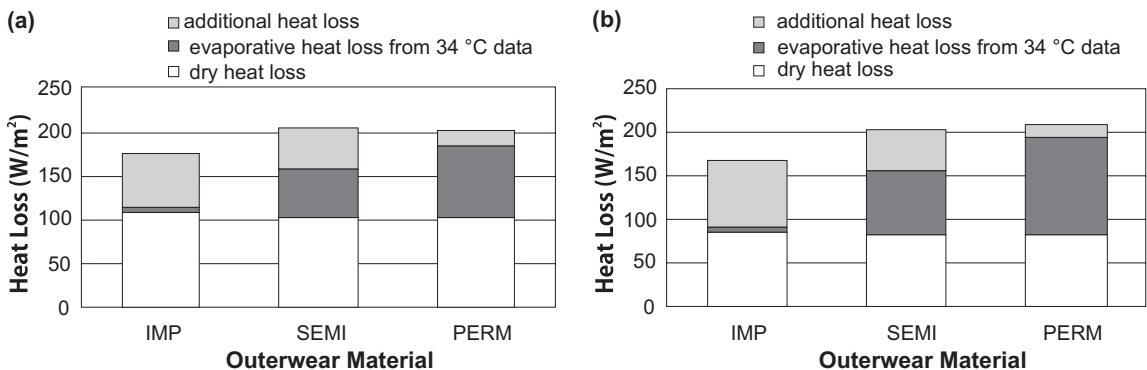 (a)
additional heat loss
evaporative heat loss from 34 °C data
dry heat loss
Heat Loss (W/m²)
250
200
150
100
50
0
IMP SEMI PERM
Outerwear Material
(b)
additional heat loss
evaporative heat loss from 34 °C data
dry heat loss
Heat Loss (W/m²)
250
200
150
100
50
0
IMP SEMI PERM
Outerwear Material